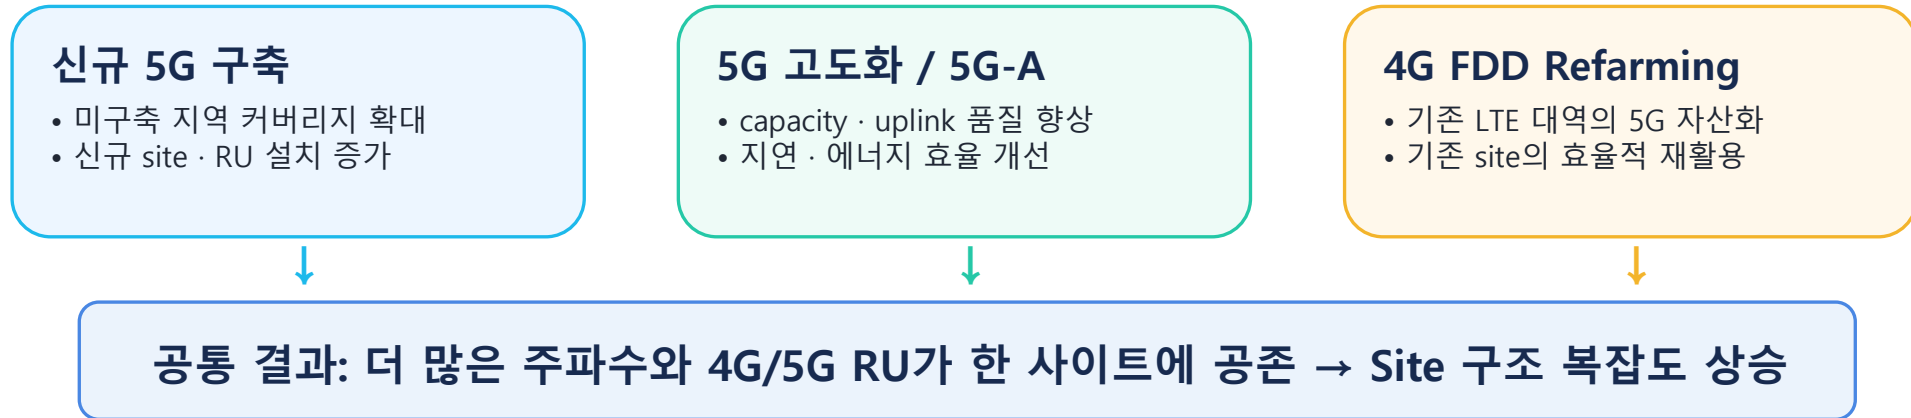 신규 5G 구축
• 미구축 지역 커버리지 확대
• 신규 site · RU 설치 증가
5G 고도화 / 5G-A
• capacity · uplink 품질 향상
• 지연 · 에너지 효율 개선
4G FDD Refarming
• 기존 LTE 대역의 5G 자산화
• 기존 site의 효율적 재활용
↓ ↓ ↓
공통 결과: 더 많은 주파수와 4G/5G RU가 한 사이트에 공존 → Site 구조 복잡도 상승